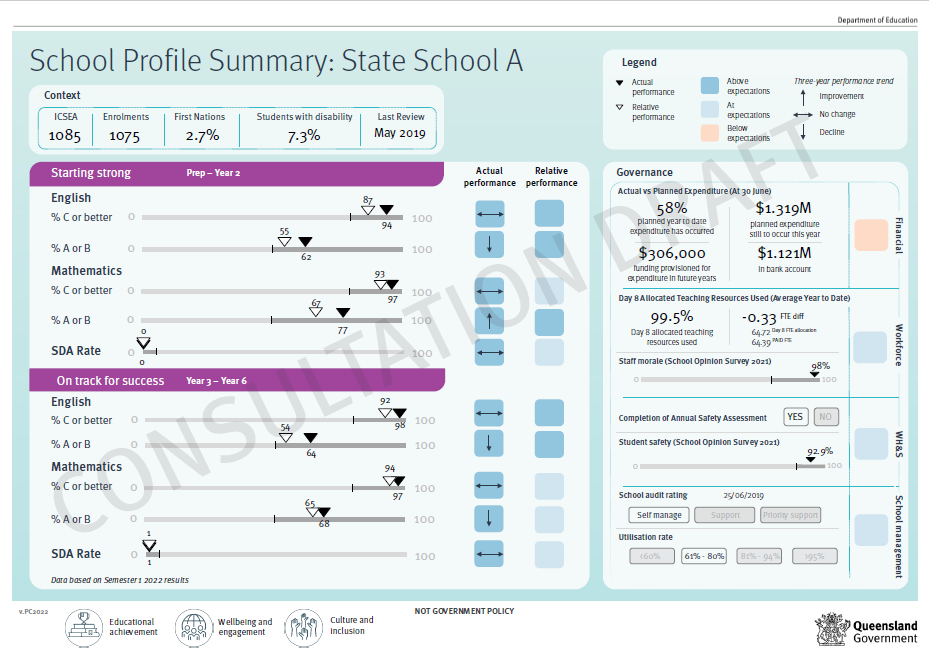 Department of Education
School Profile Summary: State School A
Context
ICSEA
1085
Enrolments
1075
First Nations
2.7%
Students with disability
7.3%
Last Review
May 2019
Legend
Actual
performance
Relative
performance
Above
expectations
At
expectations
Below
expectations
Three-year performance trend
Improvement
No change
Decline
Starting strong Prep – Year 2
Actual
performance
Relative
performance
English
% C or better 0 87 94 100
% A or B 0 55 62 100
Mathematics
% C or better 0 93 97 100
% A or B 0 67 77 100
SDA Rate 0 0 0 100
On track for success Year 3 – Year 6
English
% C or better 0 92 98 100
% A or B 0 54 64 100
Mathematics
% C or better 0 94 97 100
% A or B 0 65 68 100
SDA Rate 0 1 1 100
Data based on Semester 1 2022 results
Governance
Actual vs Planned Expenditure (At 30 June)
58%
planned year to date
expenditure has occurred
$1.319M
planned expenditure
still to occur this year
$306,000
funding provisioned for
expenditure in future years
$1.121M
in bank account
Financial
Day 8 Allocated Teaching Resources Used (Average Year to Date)
99.5%
Day 8 allocated teaching
resources used
-0.33 FTE diff
64.72 Day 8 FTE allocation
64.39 PAID FTE
Staff morale (School Opinion Survey 2021)
0 98% 100
Workforce
Completion of Annual Safety Assessment YES NO
Student safety (School Opinion Survey 2021)
0 92.9% 100
WH&S
School audit rating 25/06/2019
Self manage Support Priority support
Utilisation rate
<60% 61% - 80% 81% - 94% >95%
School management
CONSULTATION DRAFT
v.PC2022
Educational
achievement
Wellbeing and
engagement
Culture and
inclusion
NOT GOVERNMENT POLICY
Queensland
Government